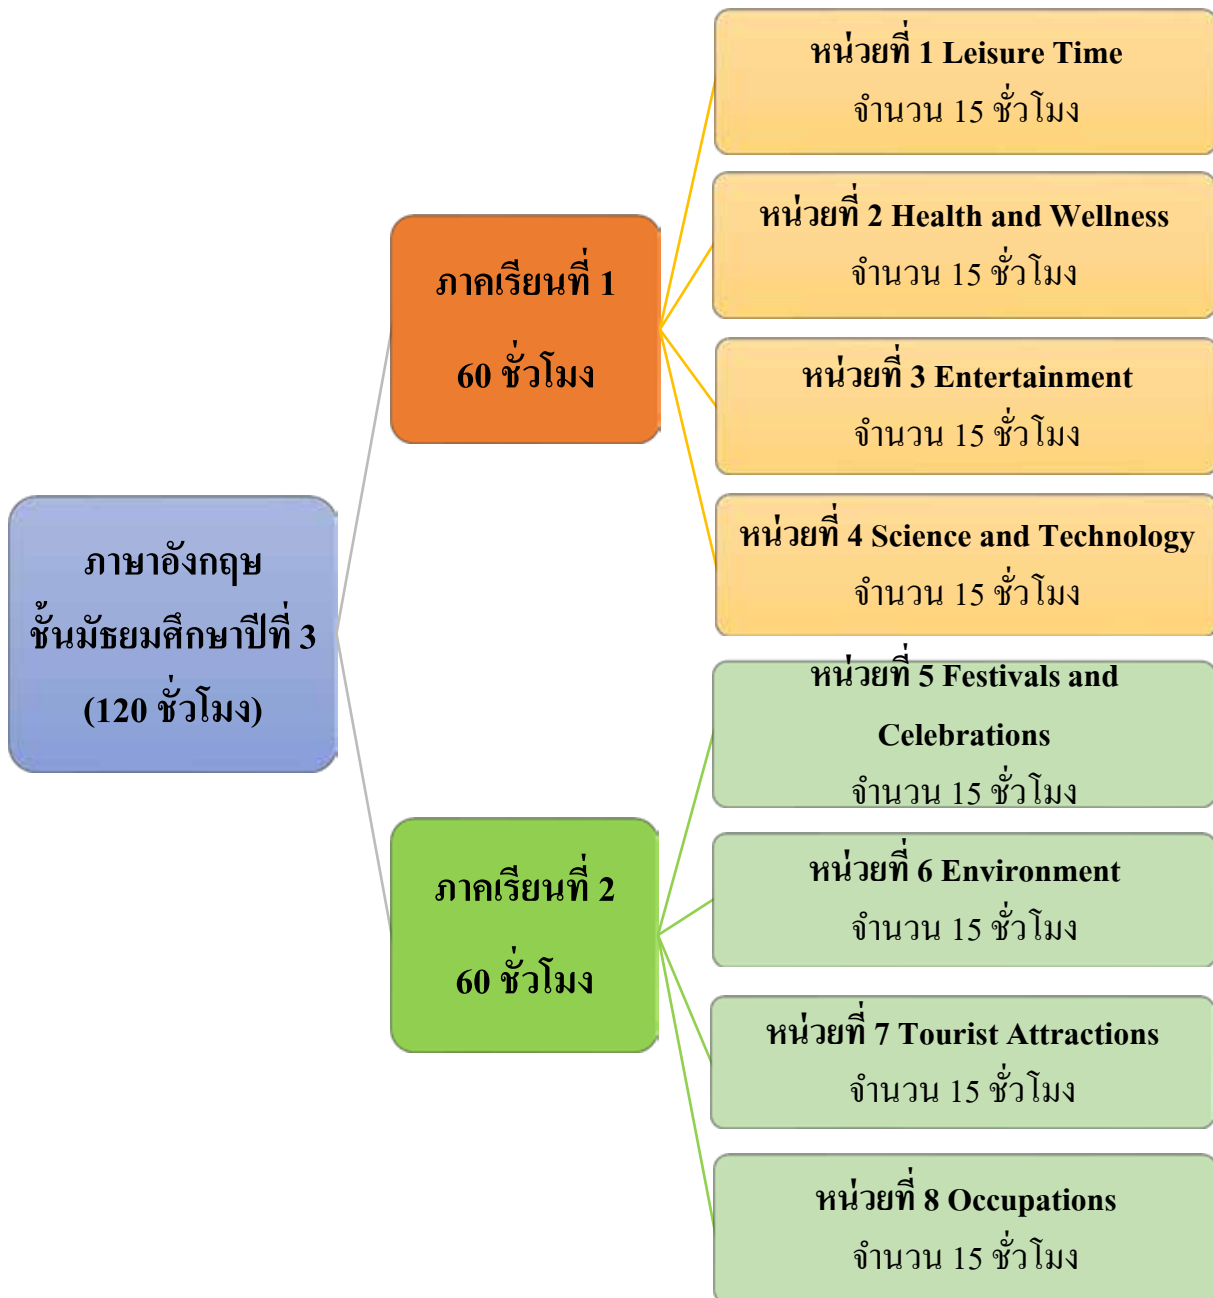 ภาษาอังกฤษ
ชั้นมัธยมศึกษาปีที่ 3
(120 ชั่วโมง)
ภาคเรียนที่ 1
60 ชั่วโมง
หน่วยที่ 1 Leisure Time
จำนวน 15 ชั่วโมง
หน่วยที่ 2 Health and Wellness
จำนวน 15 ชั่วโมง
หน่วยที่ 3 Entertainment
จำนวน 15 ชั่วโมง
หน่วยที่ 4 Science and Technology
จำนวน 15 ชั่วโมง
ภาคเรียนที่ 2
60 ชั่วโมง
หน่วยที่ 5 Festivals and
Celebrations
จำนวน 15 ชั่วโมง
หน่วยที่ 6 Environment
จำนวน 15 ชั่วโมง
หน่วยที่ 7 Tourist Attractions
จำนวน 15 ชั่วโมง
หน่วยที่ 8 Occupations
จำนวน 15 ชั่วโมง